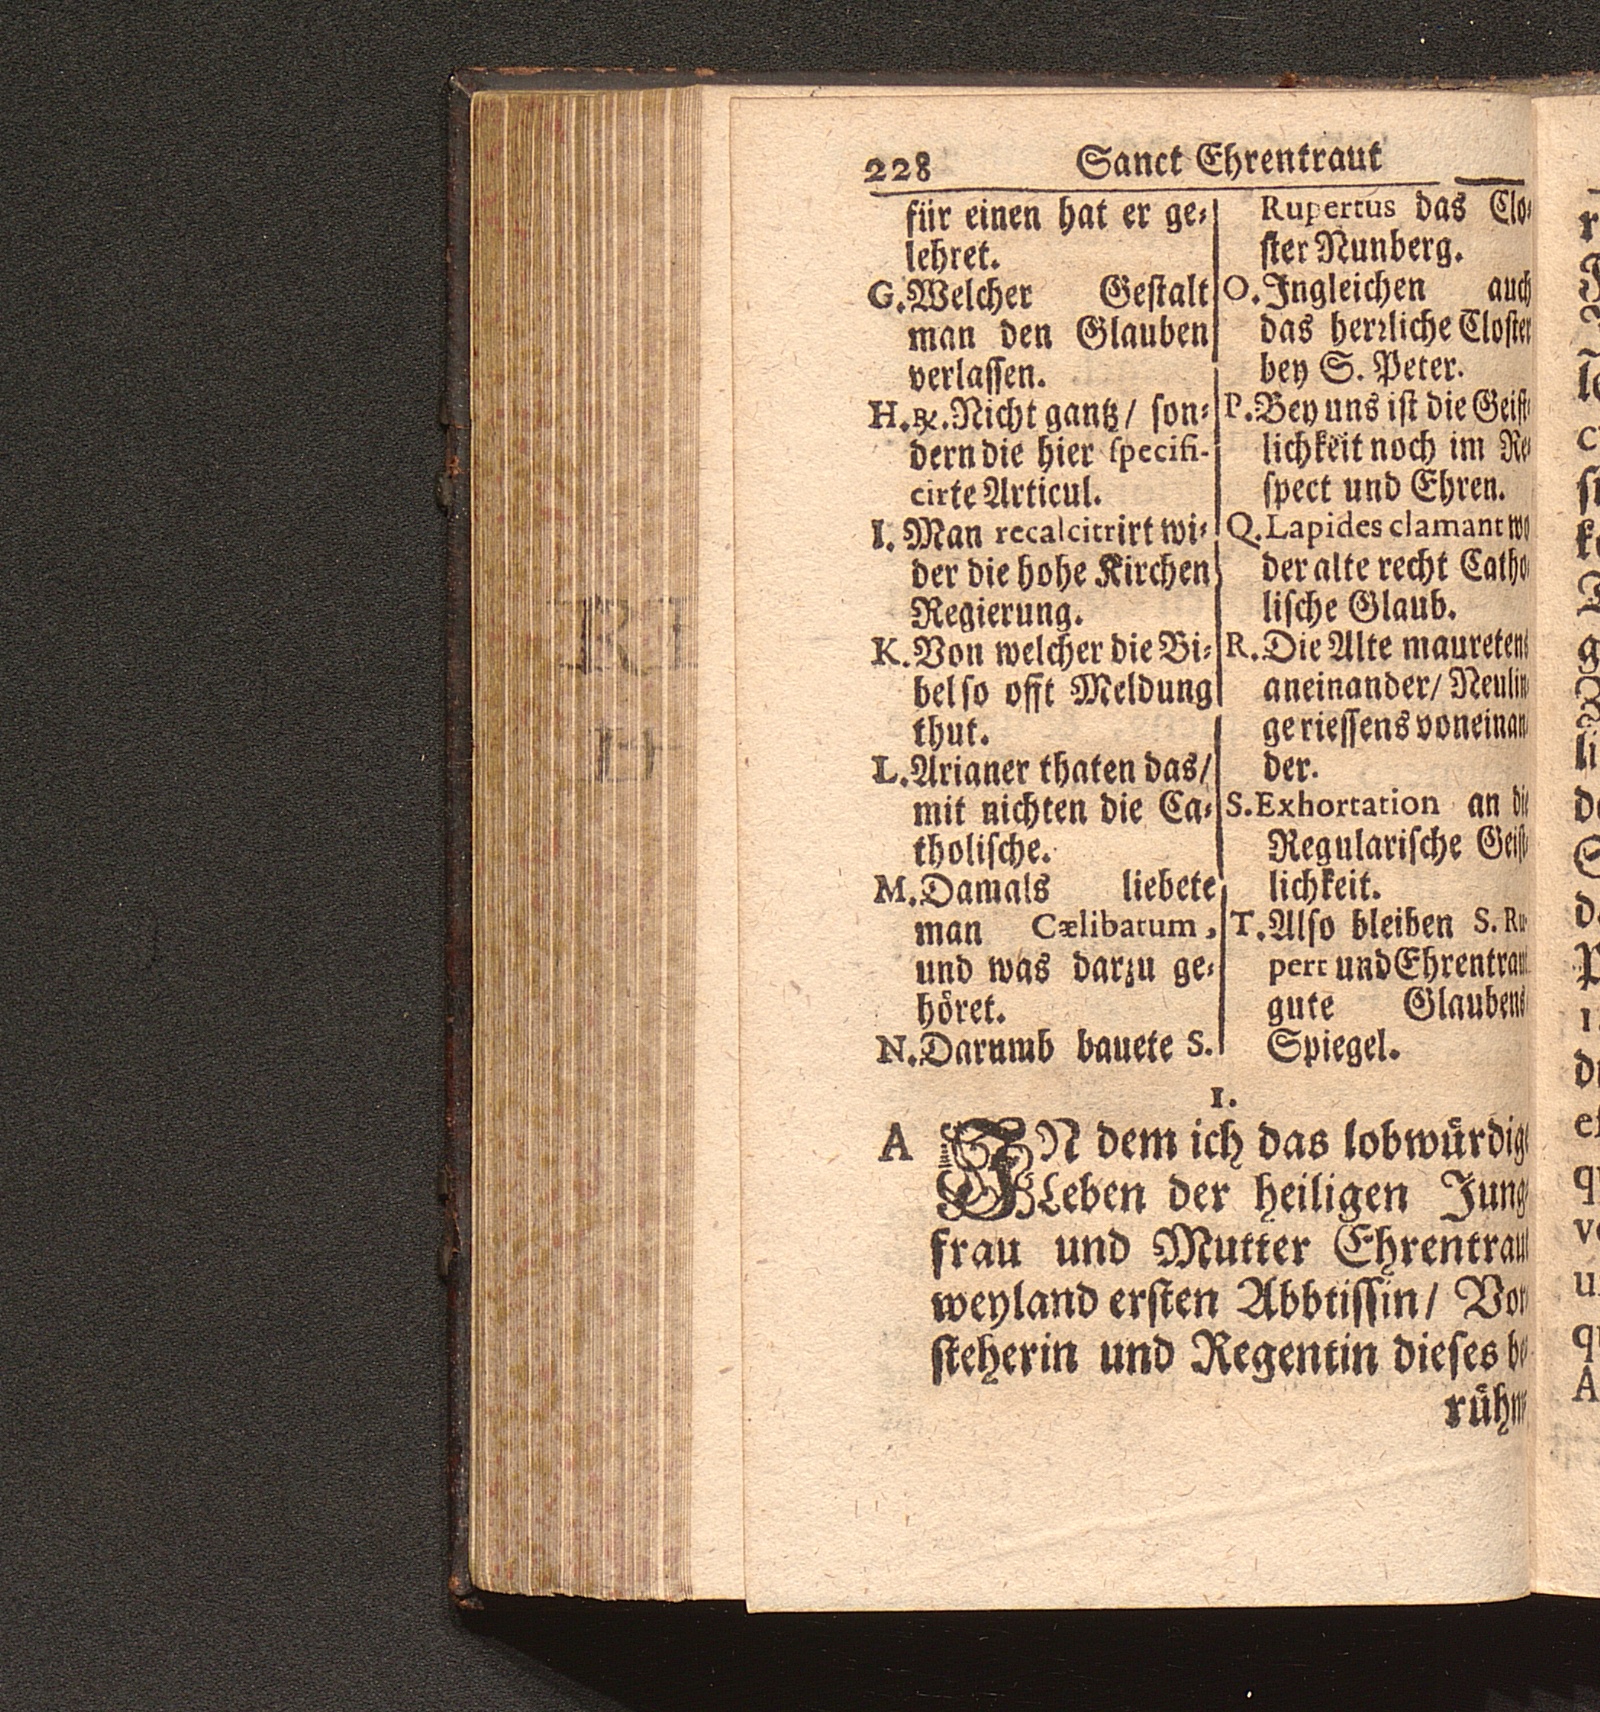 228 Sanct Ehrentraut
für einen hat er ge⸗
lehret.
G. Welcher Gestalt
man den Glauben
verlassen.
H. ℞. Nicht gantz / son⸗
dern die hier specifi-
cirte Articul.
I. Man recalcitrirt wi⸗
der die hohe Kirchen
Regierung.
K. Von welcher die Bi⸗
bel so offt Meldung
thut.
L. Arianer thaten das /
mit nichten die Ca⸗
tholische.
M. Damals liebete
man Cælibatum,
und was darzu ge⸗
höret.
N. Darumb bauete S.
Rupertus das Clo⸗
ster Nunberg.
O. Ingleichen auch
das herrliche Closter
bey S. Peter.
P. Bey uns ist die Geist⸗
lichkeit noch im Re⸗
spect und Ehren.
Q. Lapides clamant wo
der alte recht Catho⸗
lische Glaub.
R. Die Alte mauretens
aneinander / Neulin⸗
ge riessens voneinan⸗
der.
S. Exhortation an die
Regularische Geist⸗
lichkeit.
T. Also bleiben S. Ru⸗
pert und Ehrentraut
gute Glaubens⸗
Spiegel.
1.
A IN dem ich das lobwürdige
Leben der heiligen Jung⸗
frau und Mutter Ehrentraut
weyland ersten Abbtissin / Vor⸗
steherin und Regentin dieses be⸗
rühm⸗